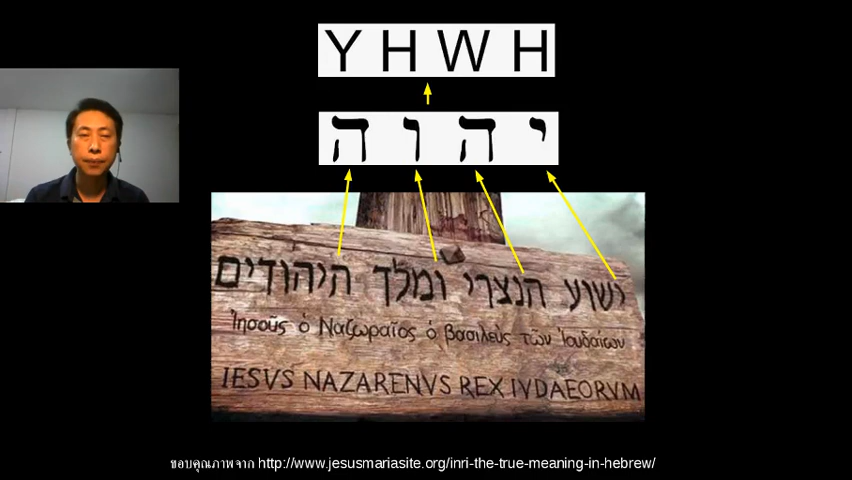 YHWH
יהוה
ישוע הנצרי ומלך היהודים
Ἰησοῦς ὁ Ναζωραῖος ὁ βασιλεὺς τῶν Ἰουδαίων
IESVS NAZARENVS REX IVDAEORVM
ขอบคุณภาพจาก http://www.jesusmariasite.org/inri-the-true-meaning-in-hebrew/